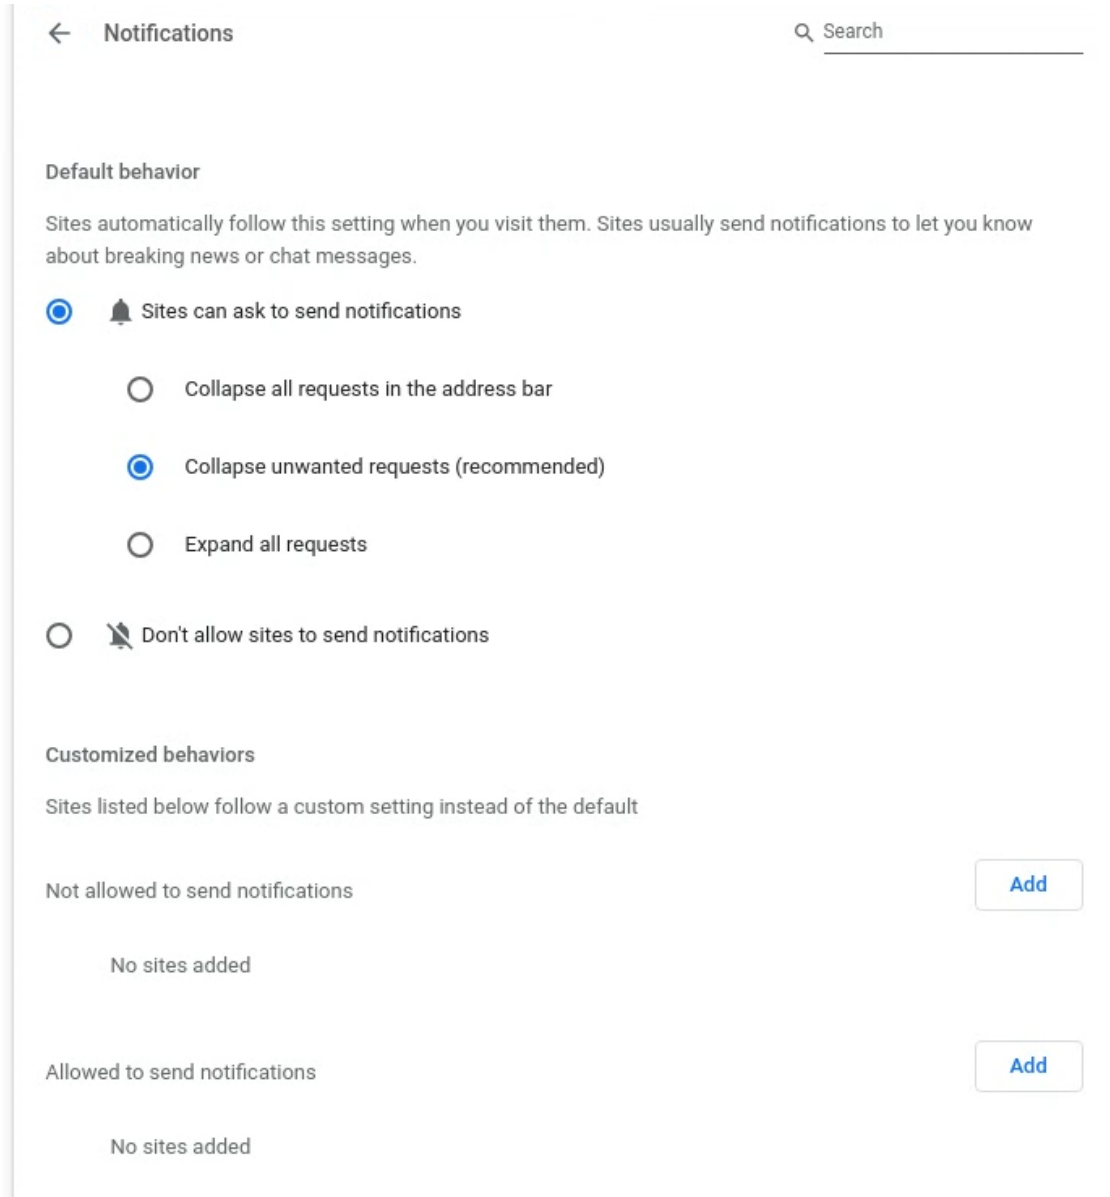 Notifications
Search
Default behavior
Sites automatically follow this setting when you visit them. Sites usually send notifications to let you know
about breaking news or chat messages.
Sites can ask to send notifications
Collapse all requests in the address bar
Collapse unwanted requests (recommended)
Expand all requests
Don't allow sites to send notifications
Customized behaviors
Sites listed below follow a custom setting instead of the default
Not allowed to send notifications
Add
No sites added
Allowed to send notifications
Add
No sites added